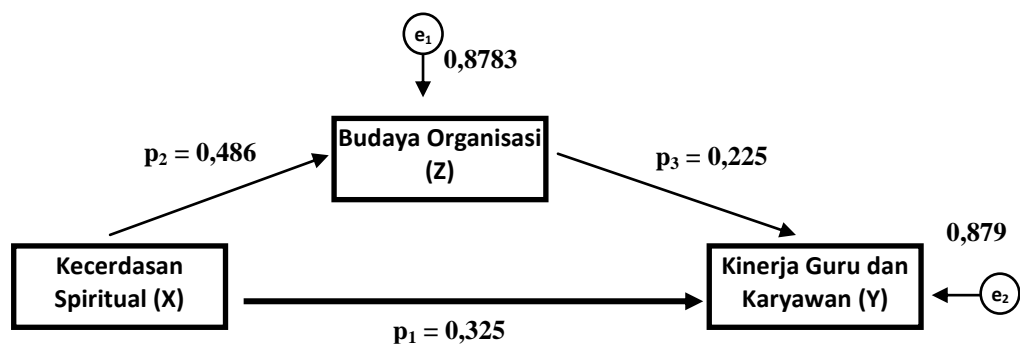 e₁
0,8783
Budaya Organisasi
(Z)
p₂ = 0,486
p₃ = 0,225
0,879
Kecerdasan
Spiritual (X)
Kinerja Guru dan
Karyawan (Y)
e₂
p₁ = 0,325